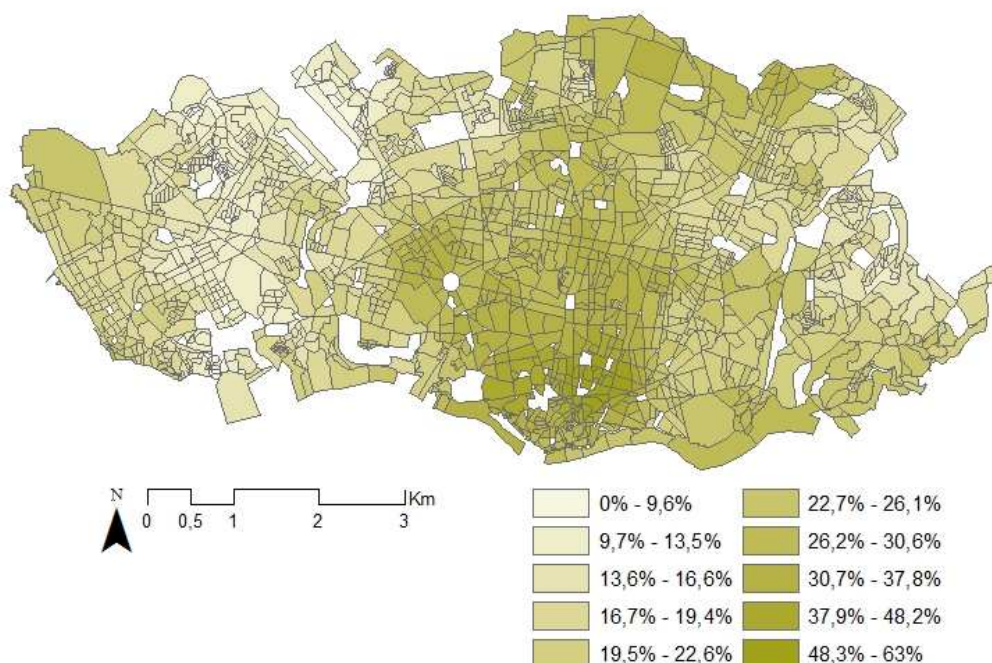 N
Km
0 0,5 1 2 3
0% - 9,6%
9,7% - 13,5%
13,6% - 16,6%
16,7% - 19,4%
19,5% - 22,6%
22,7% - 26,1%
26,2% - 30,6%
30,7% - 37,8%
37,9% - 48,2%
48,3% - 63%